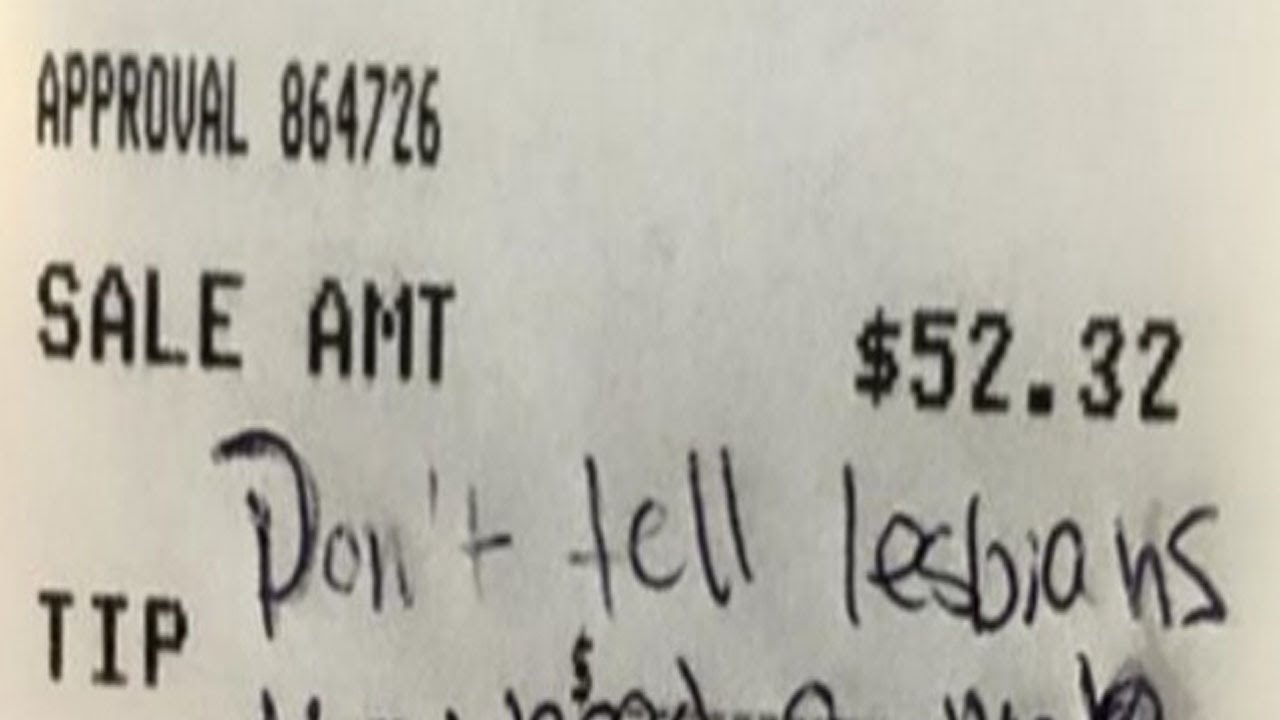 APPROVAL 864726
SALE AMT $52.32
Don't tell lesbians
TIP
$